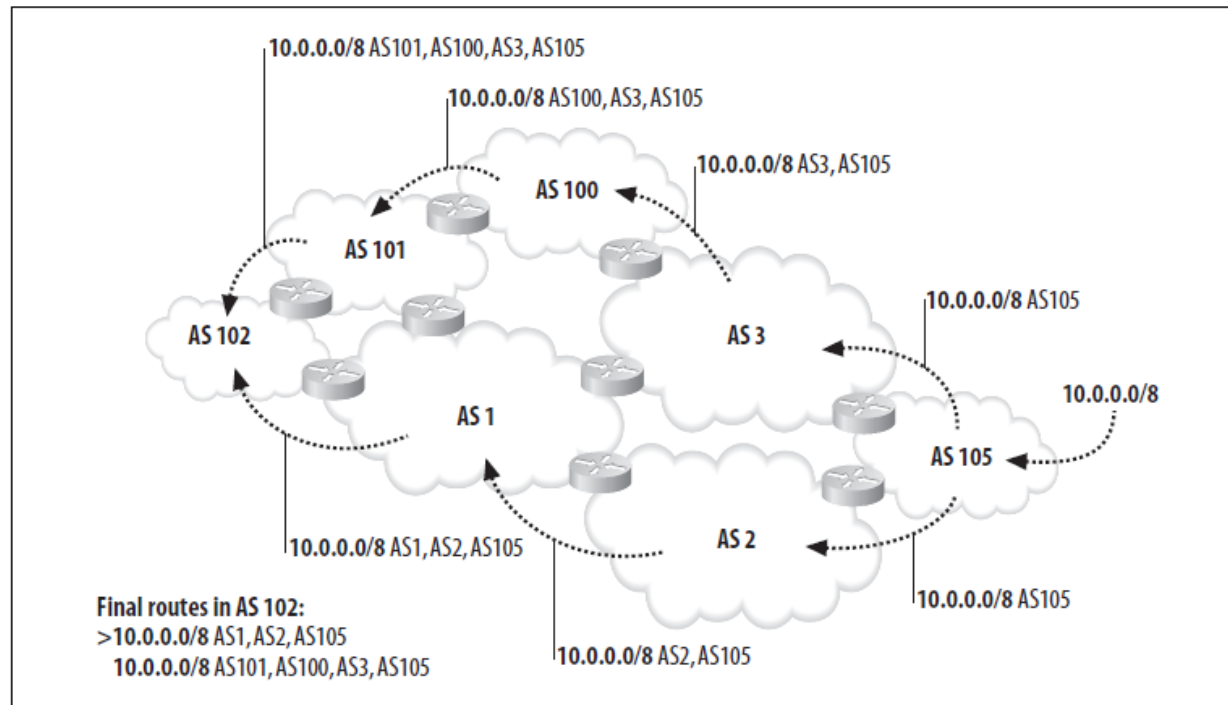 10.0.0.0/8 AS101, AS100, AS3, AS105
10.0.0.0/8 AS100, AS3, AS105
10.0.0.0/8 AS3, AS105
AS 100
AS 101
10.0.0.0/8 AS105
AS 102
AS 3
10.0.0.0/8
AS 1
AS 105
AS 2
10.0.0.0/8 AS1, AS2, AS105
10.0.0.0/8 AS105
Final routes in AS 102:
>10.0.0.0/8 AS1, AS2, AS105
10.0.0.0/8 AS101, AS100, AS3, AS105
10.0.0.0/8 AS2, AS105